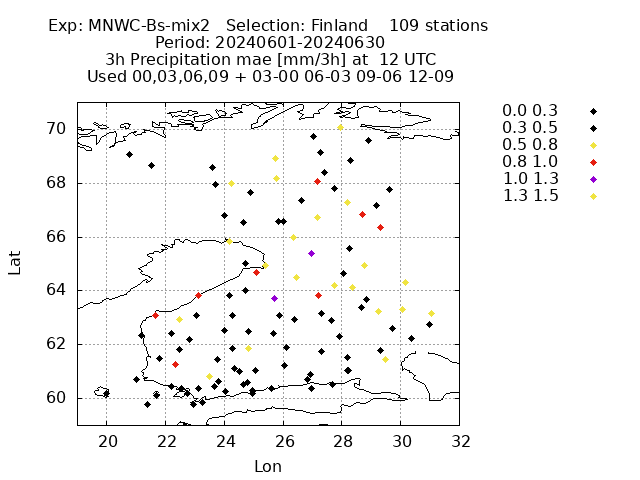 Exp: MNWC-Bs-mix2 Selection: Finland 109 stations
Period: 20240601-20240630
3h Precipitation mae [mm/3h] at 12 UTC
Used 00,03,06,09 + 03-00 06-03 09-06 12-09
0.0 0.3
0.3 0.5
0.5 0.8
0.8 1.0
1.0 1.3
1.3 1.5
70
68
66
64
62
60
Lat
20 22 24 26 28 30 32
Lon